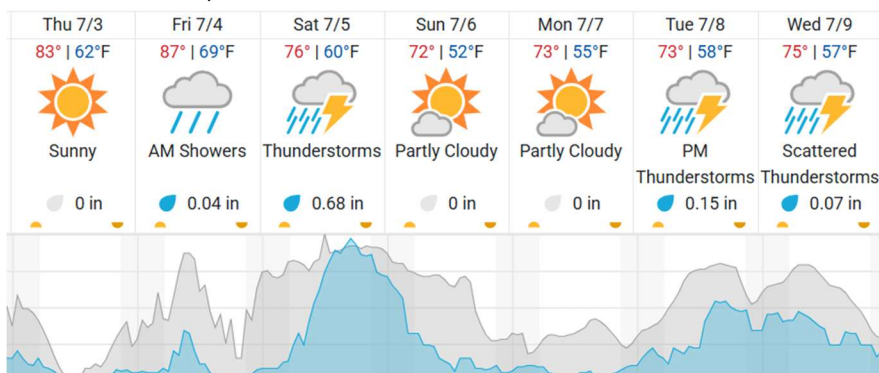 Thu 7/3 Fri 7/4 Sat 7/5 Sun 7/6 Mon 7/7 Tue 7/8 Wed 7/9
83° | 62°F 87° | 69°F 76° | 60°F 72° | 52°F 73° | 55°F 73° | 58°F 75° | 57°F
Sunny AM Showers Thunderstorms Partly Cloudy Partly Cloudy PM Scattered
Thunderstorms Thunderstorms
0 in 0.04 in 0.68 in 0 in 0 in 0.15 in 0.07 in